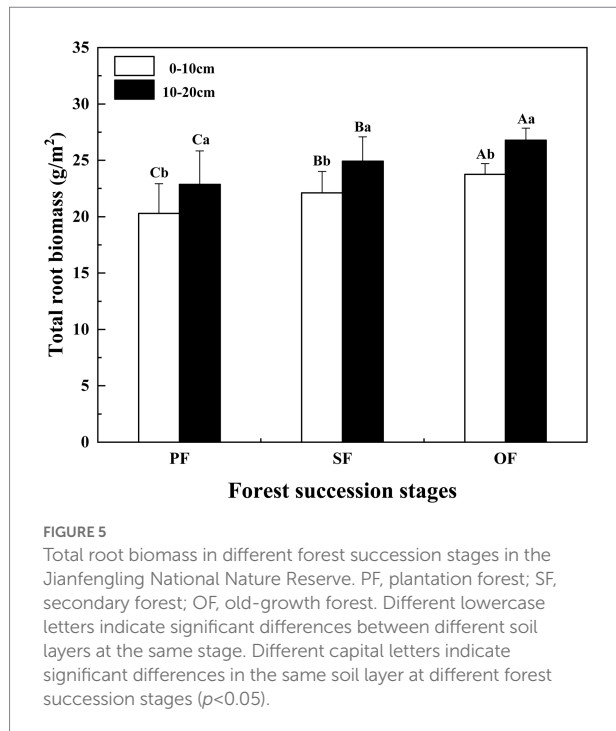 35
30
25
20
15
10
5
0
Total root biomass (g/m²)
0-10cm
10-20cm
Cb
Ca
Bb
Ba
Ab
Aa
PF
SF
OF
Forest succession stages
FIGURE 5
Total root biomass in different forest succession stages in the
Jianfengling National Nature Reserve. PF, plantation forest; SF,
secondary forest; OF, old-growth forest. Different lowercase
letters indicate significant differences between different soil
layers at the same stage. Different capital letters indicate
significant differences in the same soil layer at different forest
succession stages (p<0.05).